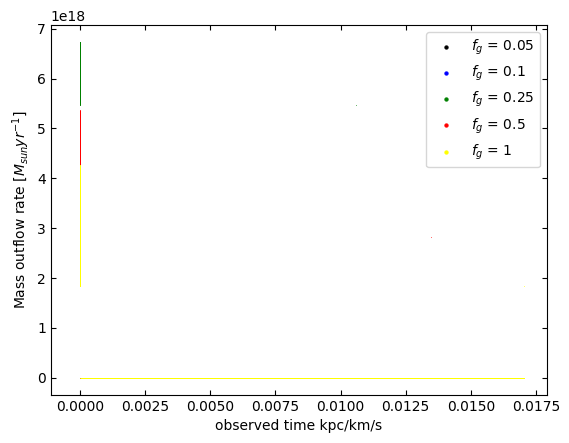 1e18
7
6
5
4
3
2
1
0
Mass outflow rate [$M_{sun}yr^{-1}$]
$f_g$ = 0.05
$f_g$ = 0.1
$f_g$ = 0.25
$f_g$ = 0.5
$f_g$ = 1
0.0000 0.0025 0.0050 0.0075 0.0100 0.0125 0.0150 0.0175
observed time kpc/km/s